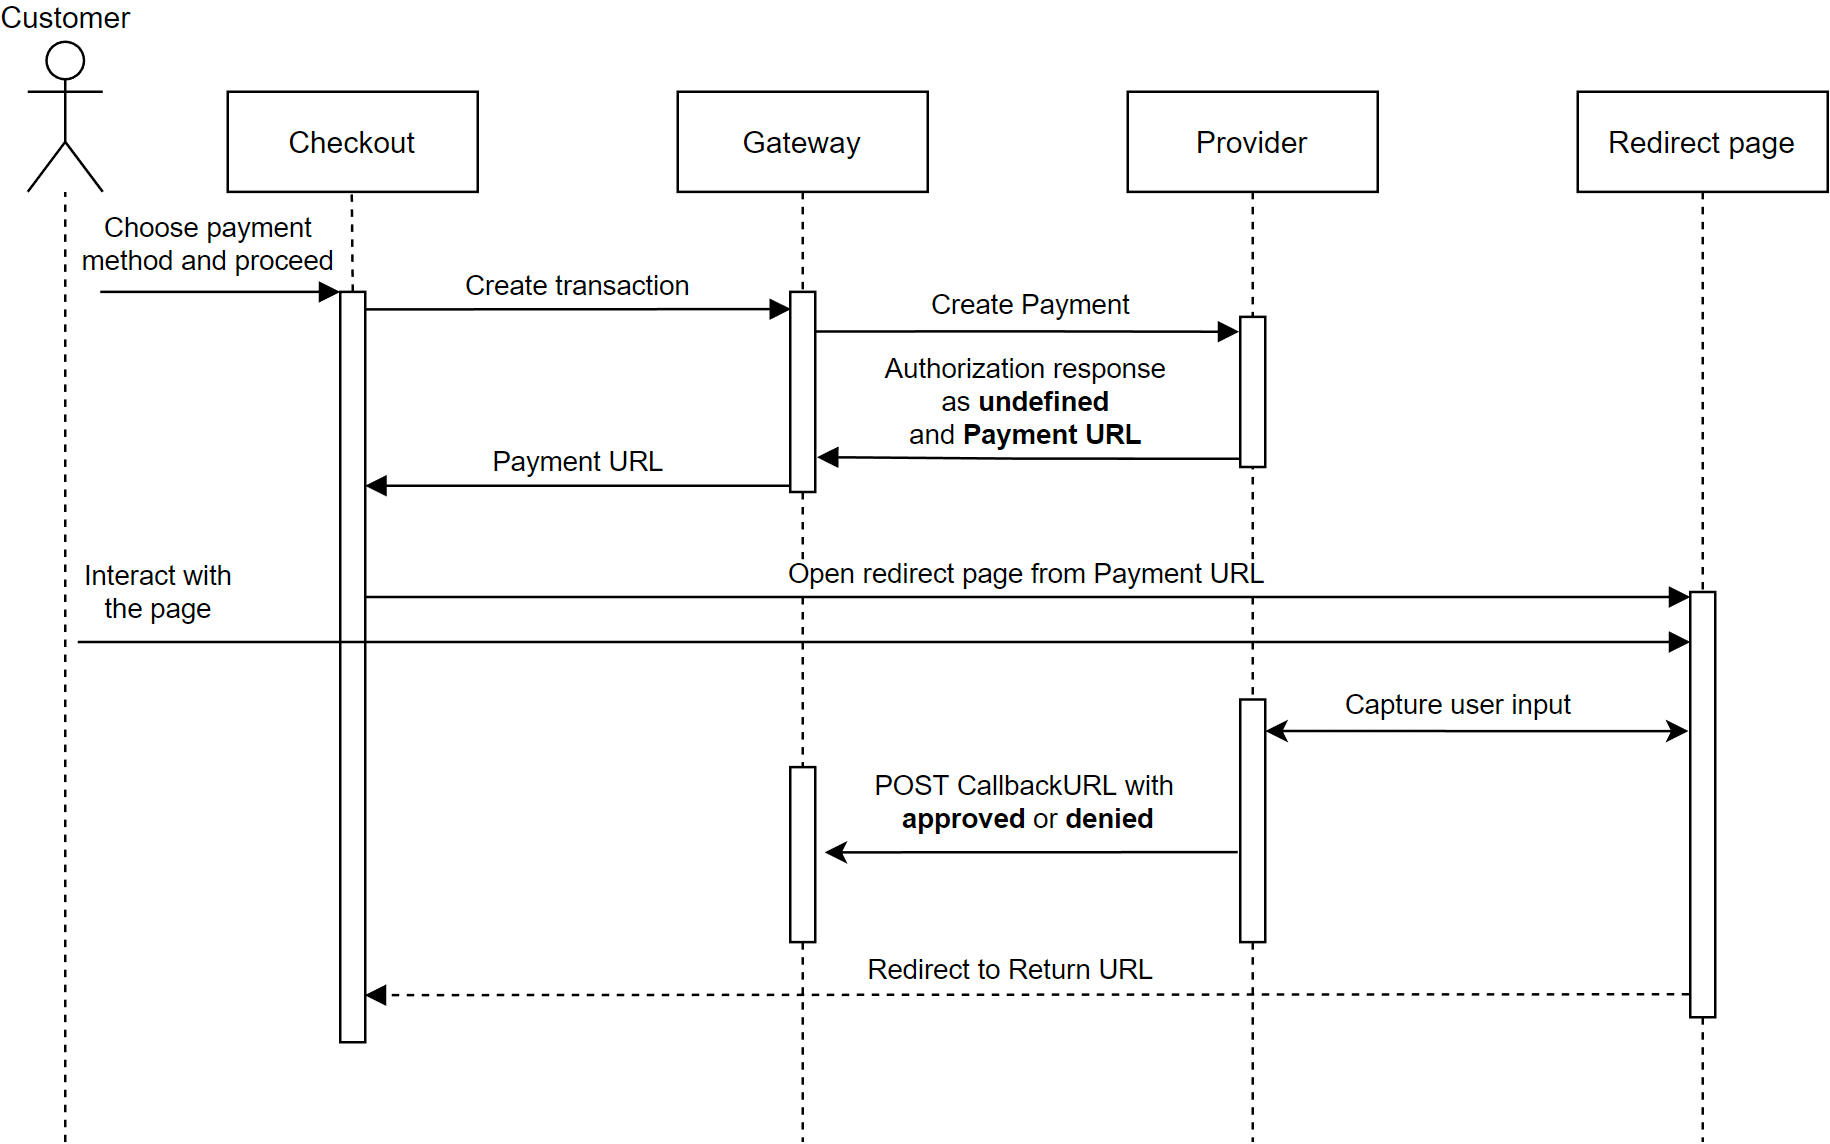 Customer
Checkout
Gateway
Provider
Redirect page
Choose payment
method and proceed
Create transaction
Create Payment
Authorization response
as undefined
and Payment URL
Payment URL
Open redirect page from Payment URL
Interact with
the page
Capture user input
POST CallbackURL with
approved or denied
Redirect to Return URL